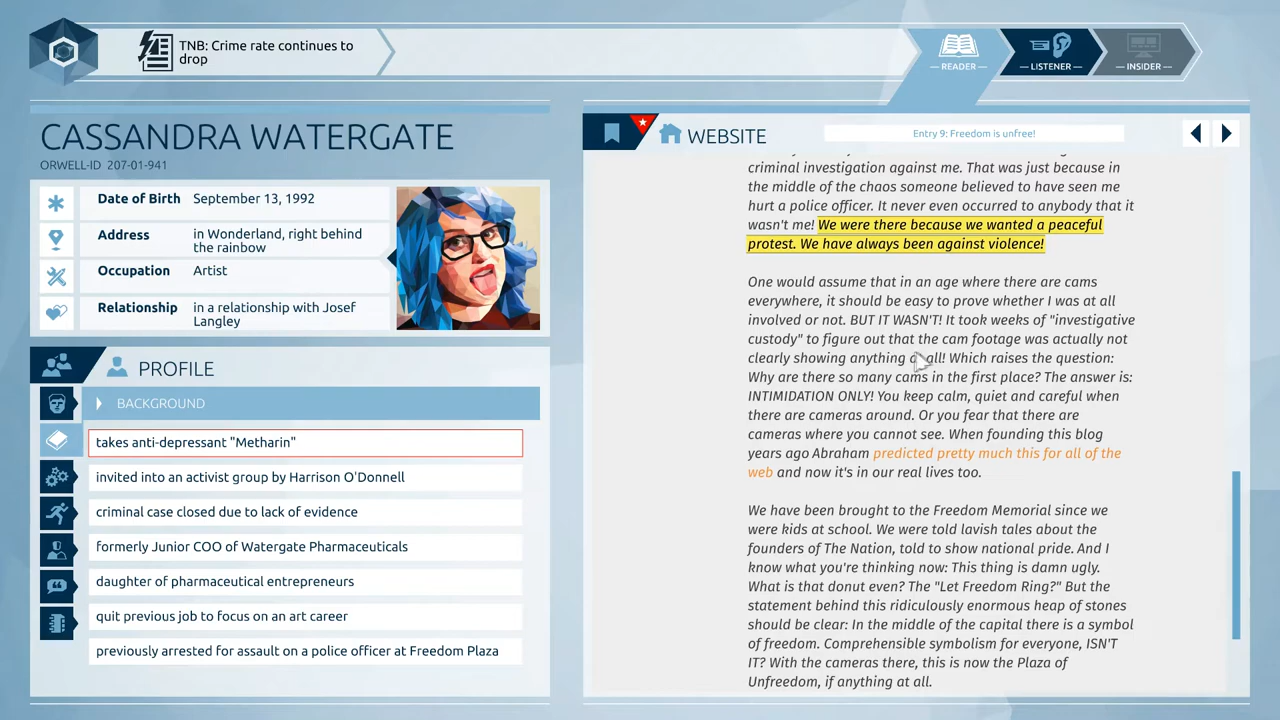 TNB: Crime rate continues to
drop
— READER —
— LISTENER —
— INSIDER —
CASSANDRA WATERGATE
ORWELL-ID 207-01-941
Date of Birth September 13, 1992
Address in Wonderland, right behind
the rainbow
Occupation Artist
Relationship in a relationship with Josef
Langley
PROFILE
BACKGROUND
takes anti-depressant "Metharin"
invited into an activist group by Harrison O'Donnell
criminal case closed due to lack of evidence
formerly Junior COO of Watergate Pharmaceuticals
daughter of pharmaceutical entrepreneurs
quit previous job to focus on an art career
previously arrested for assault on a police officer at Freedom Plaza
WEBSITE
Entry 9: Freedom is unfree!
criminal investigation against me. That was just because in
the middle of the chaos someone believed to have seen me
hurt a police officer. It never even occurred to anybody that it
wasn't me! We were there because we wanted a peaceful
protest. We have always been against violence!
One would assume that in an age where there are cams
everywhere, it should be easy to prove whether I was at all
involved or not. BUT IT WASN'T! It took weeks of "investigative
custody" to figure out that the cam footage was actually not
clearly showing anything at all! Which raises the question:
Why are there so many cams in the first place? The answer is:
INTIMIDATION ONLY! You keep calm, quiet and careful when
there are cameras around. Or you fear that there are
cameras where you cannot see. When founding this blog
years ago Abraham predicted pretty much this for all of the
web and now it's in our real lives too.
We have been brought to the Freedom Memorial since we
were kids at school. We were told lavish tales about the
founders of The Nation, told to show national pride. And I
know what you're thinking now: This thing is damn ugly.
What is that donut even? The "Let Freedom Ring?" But the
statement behind this ridiculously enormous heap of stones
should be clear: In the middle of the capital there is a symbol
of freedom. Comprehensible symbolism for everyone, ISN'T
IT? With the cameras there, this is now the Plaza of
Unfreedom, if anything at all.